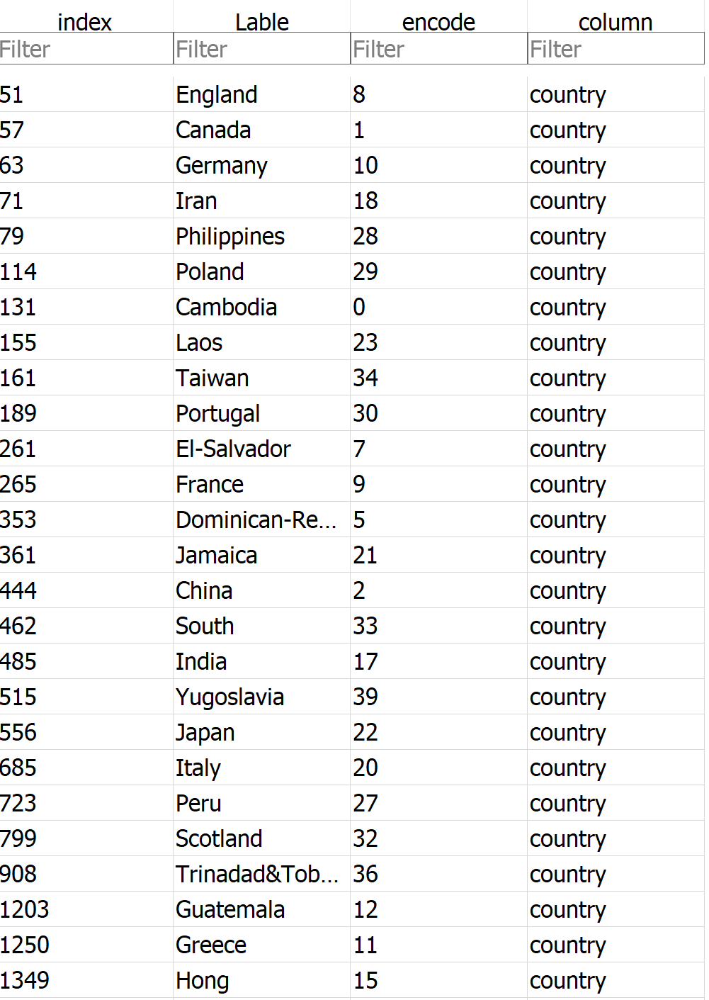 index Lable encode column
Filter Filter Filter Filter
51 England 8 country
57 Canada 1 country
63 Germany 10 country
71 Iran 18 country
79 Philippines 28 country
114 Poland 29 country
131 Cambodia 0 country
155 Laos 23 country
161 Taiwan 34 country
189 Portugal 30 country
261 El-Salvador 7 country
265 France 9 country
353 Dominican-Re... 5 country
361 Jamaica 21 country
444 China 2 country
462 South 33 country
485 India 17 country
515 Yugoslavia 39 country
556 Japan 22 country
685 Italy 20 country
723 Peru 27 country
799 Scotland 32 country
908 Trinadad&Tob... 36 country
1203 Guatemala 12 country
1250 Greece 11 country
1349 Hong 15 country